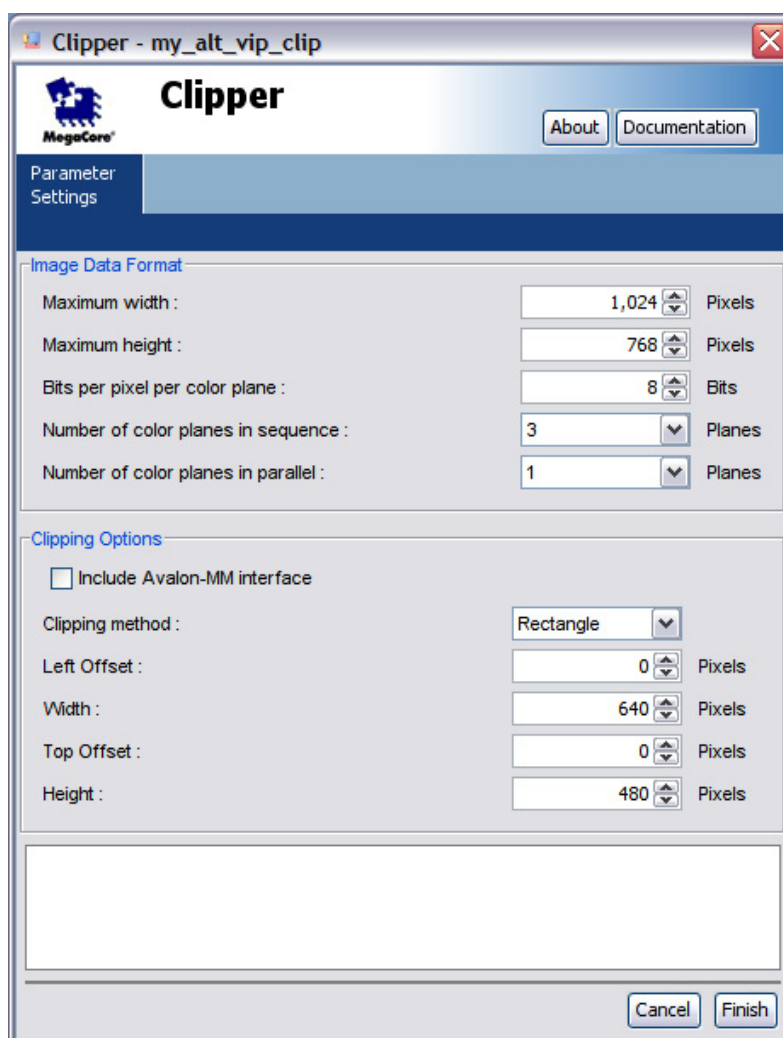 Clipper - my_alt_vip_clip
MegaCore®
Clipper
About Documentation
Parameter
Settings
Image Data Format
Maximum width : 1,024 Pixels
Maximum height : 768 Pixels
Bits per pixel per color plane : 8 Bits
Number of color planes in sequence : 3 Planes
Number of color planes in parallel : 1 Planes
Clipping Options
Include Avalon-MM interface
Clipping method : Rectangle
Left Offset : 0 Pixels
Width : 640 Pixels
Top Offset : 0 Pixels
Height : 480 Pixels
Cancel Finish